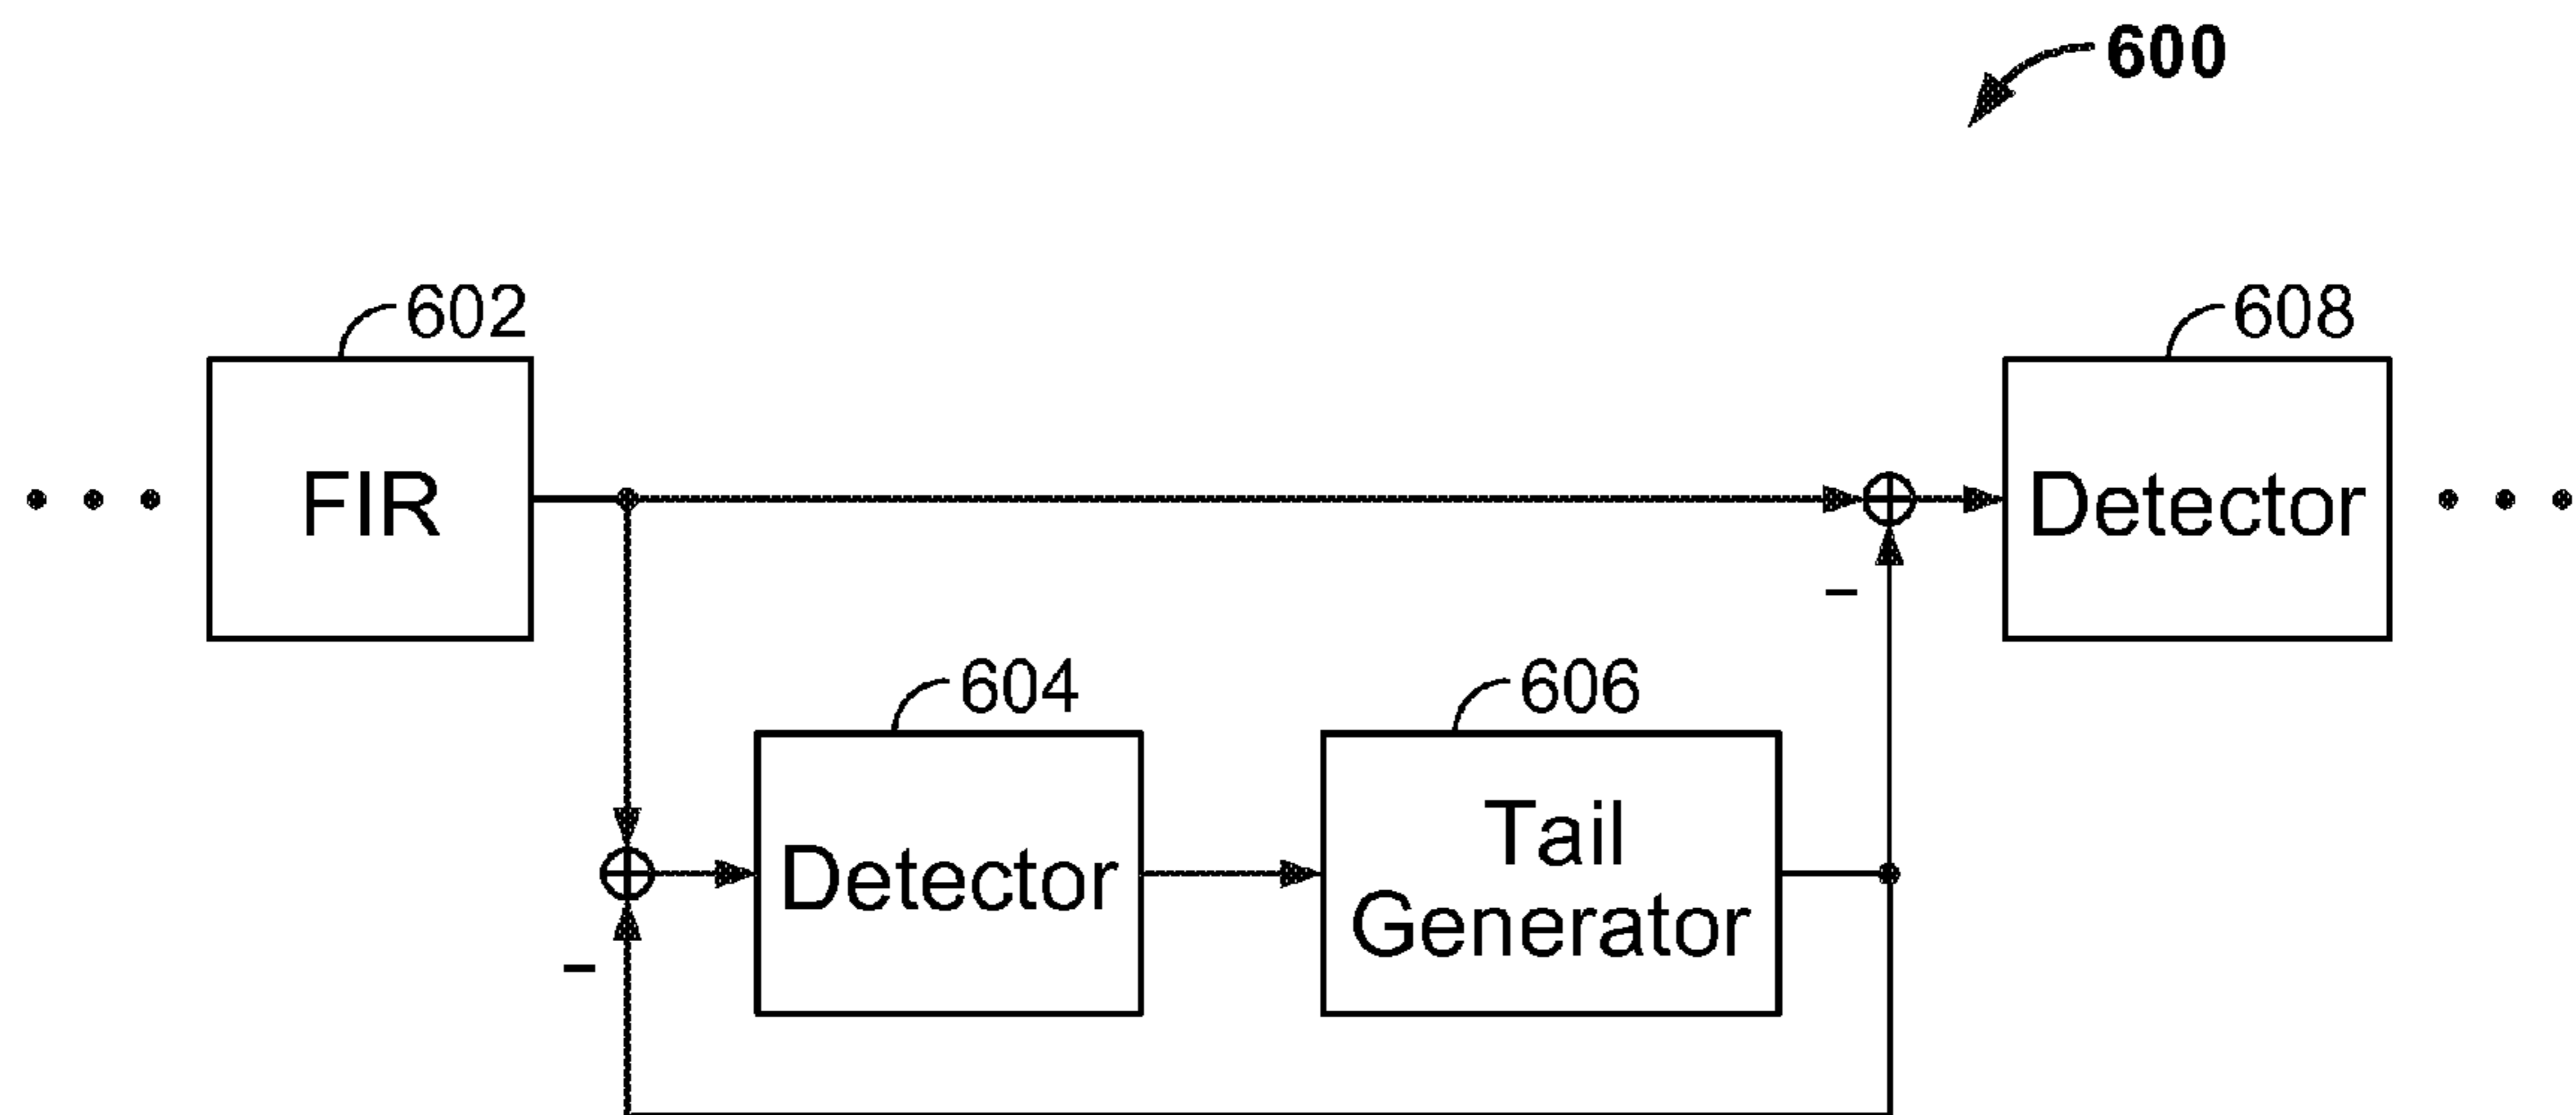 600
602
608
• • •
FIR
Detector
• • •
–
604
606
Detector
Tail
Generator
–